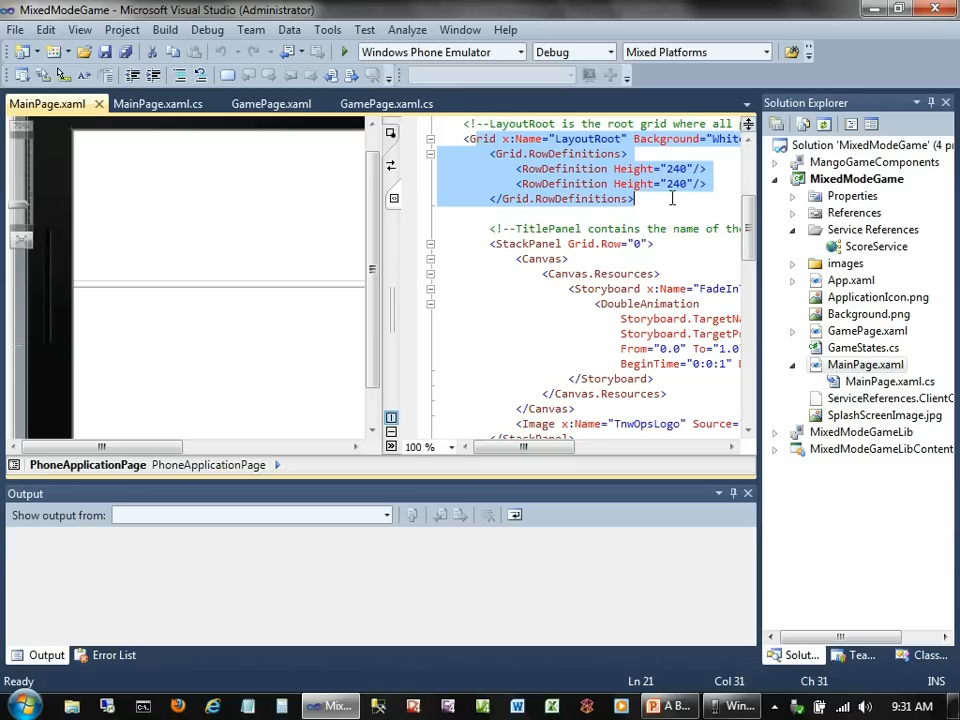 MixedModeGame - Microsoft Visual Studio (Administrator)
File Edit View Project Build Debug Team Data Tools Test Analyze Window Help
Windows Phone Emulator Debug Mixed Platforms
MainPage.xaml MainPage.xaml.cs GamePage.xaml GamePage.xaml.cs
Solution Explorer
70%
<!--LayoutRoot is the root grid where all
<Grid x:Name="LayoutRoot" Background="White
<Grid.RowDefinitions>
<RowDefinition Height="240"/>
<RowDefinition Height="240"/>
</Grid.RowDefinitions>
<!--TitlePanel contains the name of the
<StackPanel Grid.Row="0">
<Canvas>
<Canvas.Resources>
<Storyboard x:Name="FadeIn
<DoubleAnimation
Storyboard.TargetNa
Storyboard.TargetPr
From="0.0" To="1.0
BeginTime="0:0:1"
</Storyboard>
</Canvas.Resources>
</Canvas>
<Image x:Name="TnwOpsLogo" Source=
</StackPanel
100 %
PhoneApplicationPage PhoneApplicationPage
Solution 'MixedModeGame' (4 p
MangoGameComponents
MixedModeGame
Properties
References
Service References
ScoreService
images
App.xaml
ApplicationIcon.png
Background.png
GamePage.xaml
GameStates.cs
MainPage.xaml
MainPage.xaml.cs
ServiceReferences.ClientC
SplashScreenImage.jpg
MixedModeGameLib
MixedModeGameLibContent
Output
Show output from:
Output Error List
Solut... Tea... Class...
Ready Ln 21 Col 31 Ch 31 INS
Mix... A B... Win... 9:31 AM